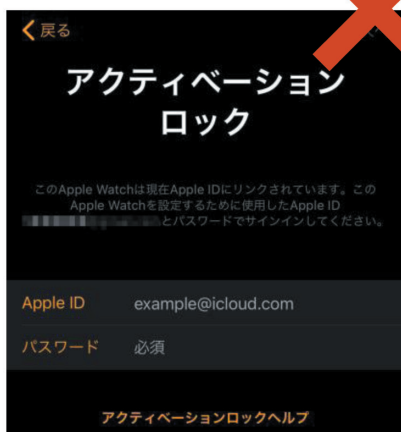 戻る
アクティベーション
ロック
このApple Watchは現在Apple IDにリンクされています。この
Apple Watchを設定するために使用したApple ID
とパスワードでサインインしてください。
Apple ID example@icloud.com
パスワード 必須
アクティベーションロックヘルプ